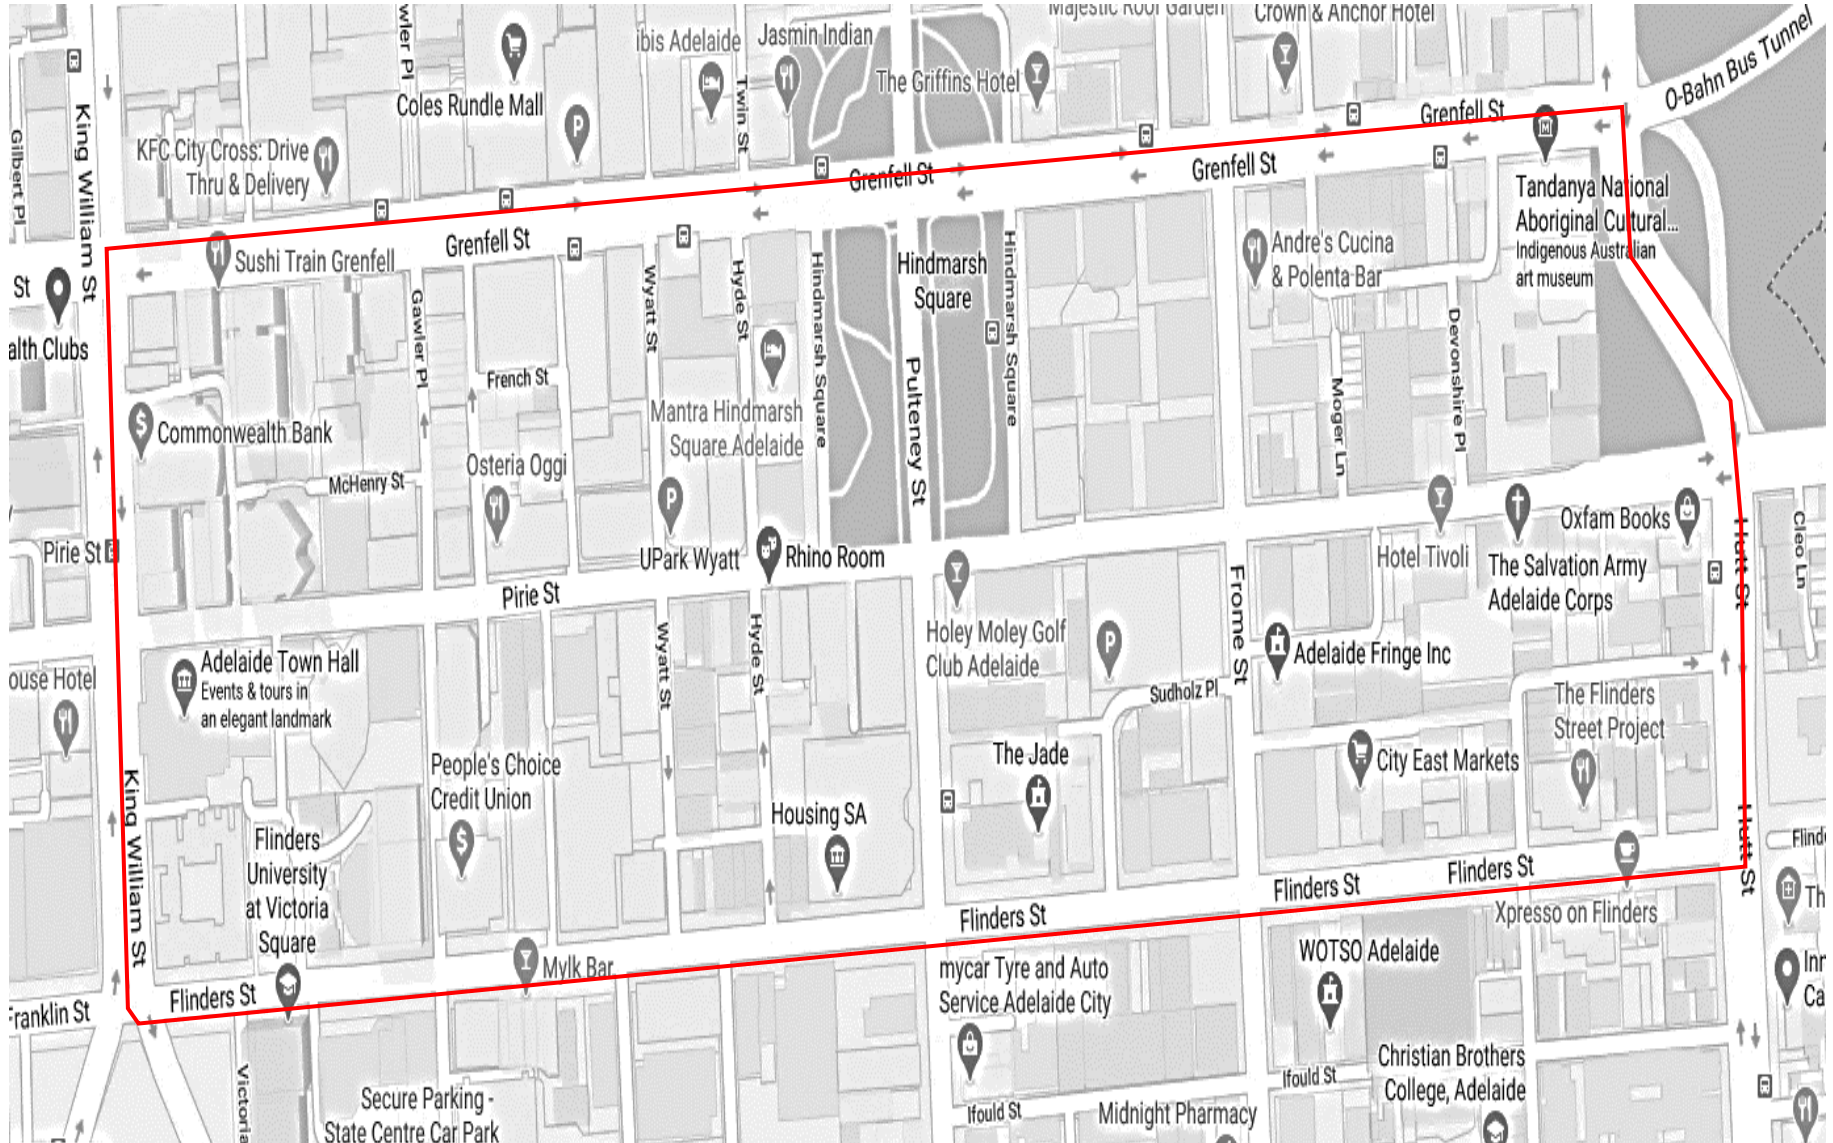 Majestic Roof Garden
Crown & Anchor Hotel
wler Pl
ibis Adelaide
Jasmin Indian
The Griffins Hotel
O-Bahn Bus Tunnel
King William St
Gilbert Pl
Coles Rundle Mall
P
Twin St
Grenfell St
KFC City Cross: Drive
Thru & Delivery
Grenfell St
Grenfell St
Tandanya National
Aboriginal Cultural...
Indigenous Australian
art museum
Grenfell St
Sushi Train Grenfell
St
alth Clubs
Gawler Pl
Wyatt St
Hyde St
Hindmarsh Square
Hindmarsh
Square
Hindmarsh Square
Andre's Cucina
& Polenta Bar
Devonshire Pl
Moger Ln
French St
Pulteney St
Mantra Hindmarsh
Square Adelaide
Commonwealth Bank
Osteria Oggi
McHenry St
P
UPark Wyatt
Rhino Room
Pirie St
Pirie St
Hotel Tivoli
Oxfam Books
The Salvation Army
Adelaide Corps
Hutt St
Cleo Ln
Frome St
Wyatt St
Hyde St
Holey Moley Golf
Club Adelaide
P
Adelaide Fringe Inc
Sudholz Pl
ouse Hotel
Adelaide Town Hall
Events & tours in
an elegant landmark
The Flinders
Street Project
The Jade
City East Markets
People's Choice
Credit Union
King William St
Housing SA
Hutt St
Flinders
University
at Victoria
Square
Flinders St
Flinders St
Flinders St
Flinders St
Flind
Th
Xpresso on Flinders
Mylk Bar
Franklin St
mycar Tyre and Auto
Service Adelaide City
WOTSO Adelaide
Inn
Ca
Victoria
Secure Parking -
State Centre Car Park
Ifould St
Ifould St
Christian Brothers
College, Adelaide
Midnight Pharmacy